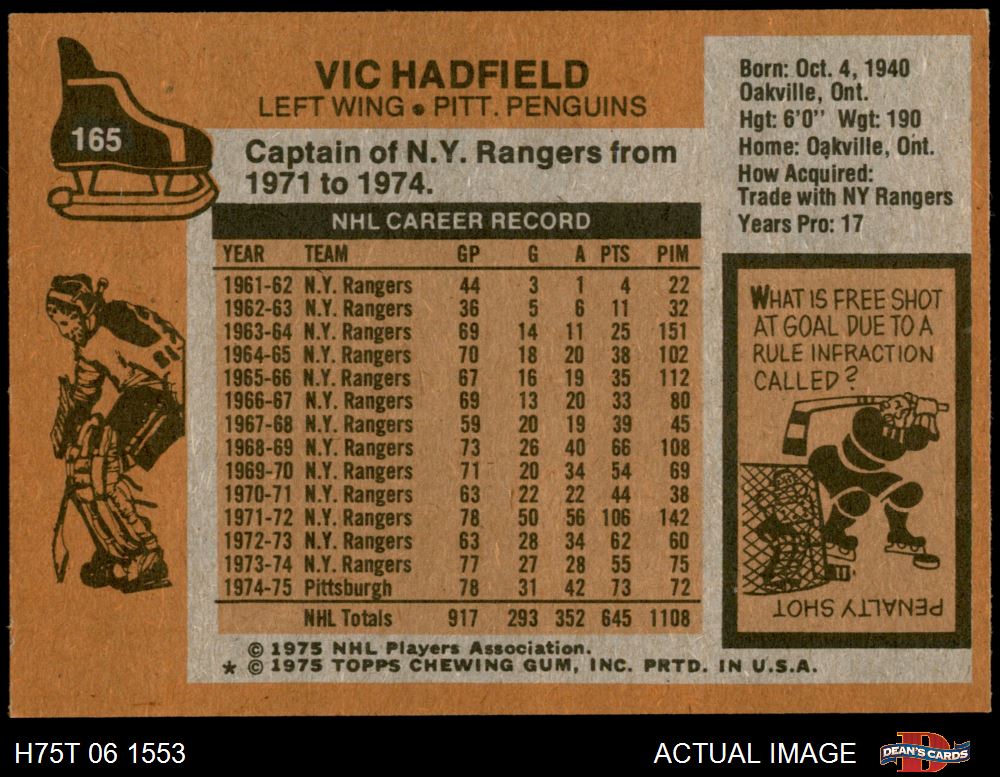 165
VIC HADFIELD
LEFT WING • PITT. PENGUINS
Captain of N.Y. Rangers from
1971 to 1974.
Born: Oct. 4, 1940
Oakville, Ont.
Hgt: 6'0" Wgt: 190
Home: Oakville, Ont.
How Acquired:
Trade with NY Rangers
Years Pro: 17
NHL CAREER RECORD
YEAR TEAM GP G A PTS PIM
1961-62 N.Y. Rangers 44 3 1 4 22
1962-63 N.Y. Rangers 36 5 6 11 32
1963-64 N.Y. Rangers 69 14 11 25 151
1964-65 N.Y. Rangers 70 18 20 38 102
1965-66 N.Y. Rangers 67 16 19 35 112
1966-67 N.Y. Rangers 69 13 20 33 80
1967-68 N.Y. Rangers 59 20 19 39 45
1968-69 N.Y. Rangers 73 26 40 66 108
1969-70 N.Y. Rangers 71 20 34 54 69
1970-71 N.Y. Rangers 63 22 22 44 38
1971-72 N.Y. Rangers 78 50 56 106 142
1972-73 N.Y. Rangers 63 28 34 62 60
1973-74 N.Y. Rangers 77 27 28 55 75
1974-75 Pittsburgh 78 31 42 73 72
NHL Totals 917 293 352 645 1108
WHAT IS FREE SHOT
AT GOAL DUE TO A
RULE INFRACTION
CALLED?
PENALTY SHOT
© 1975 NHL Players Association.
* © 1975 TOPPS CHEWING GUM, INC. PRTD. IN U.S.A.
H75T 06 1553
ACTUAL IMAGE
DEAN'S CARDS